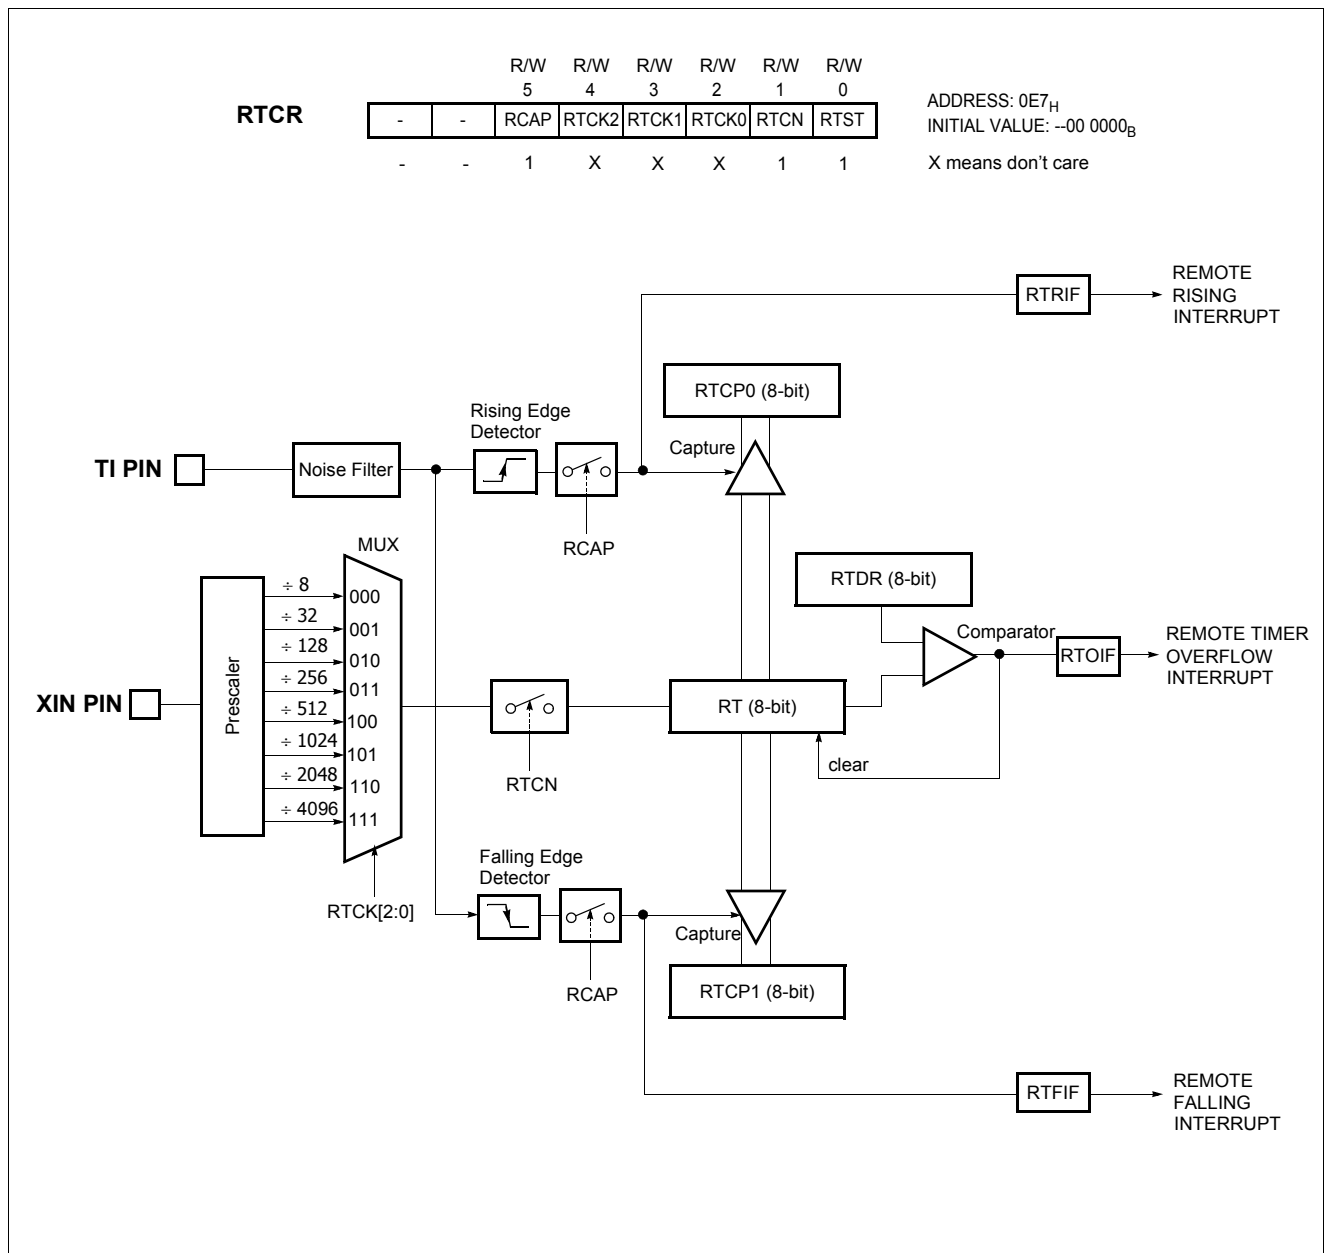 R/W R/W R/W R/W R/W R/W
5 4 3 2 1 0
RTCR
- - RCAP RTCK2 RTCK1 RTCK0 RTCN RTST
ADDRESS: 0E7H
INITIAL VALUE: --00 0000B
- - 1 X X X 1 1
X means don't care
RTRIF
REMOTE
RISING
INTERRUPT
RTCP0 (8-bit)
Rising Edge
Detector
Capture
TI PIN
Noise Filter
RCAP
MUX
RTDR (8-bit)
Prescaler
÷ 8
000
÷ 32
001
÷ 128
010
÷ 256
011
÷ 512
100
÷ 1024
101
÷ 2048
110
÷ 4096
111
XIN PIN
RTCK[2:0]
RTCN
RT (8-bit)
Comparator
clear
RTOIF
REMOTE TIMER
OVERFLOW
INTERRUPT
Falling Edge
Detector
Capture
RCAP
RTCP1 (8-bit)
RTFIF
REMOTE
FALLING
INTERRUPT